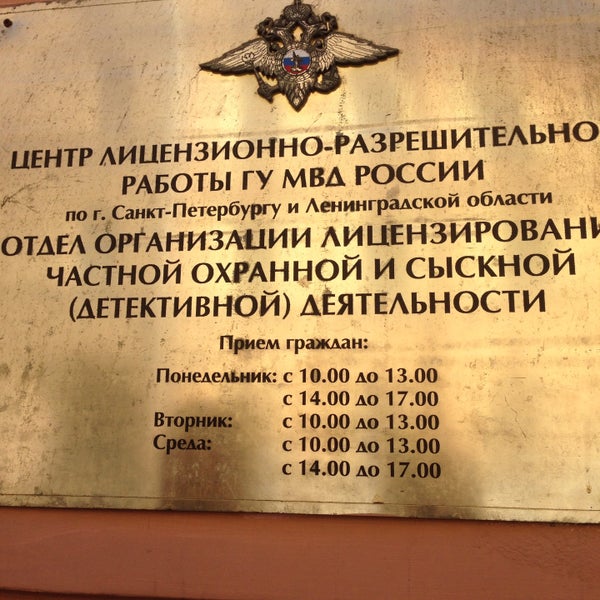 ЦЕНТР ЛИЦЕНЗИОННО-РАЗРЕШИТЕЛЬНО
РАБОТЫ ГУ МВД РОССИИ
по г. Санкт-Петербургу и Ленинградской области
ОТДЕЛ ОРГАНИЗАЦИИ ЛИЦЕНЗИРОВАНИ
ЧАСТНОЙ ОХРАННОЙ И СЫСКНОЙ
(ДЕТЕКТИВНОЙ) ДЕЯТЕЛЬНОСТИ
Прием граждан:
Понедельник: с 10.00 до 13.00
с 14.00 до 17.00
Вторник: с 10.00 до 13.00
Среда: с 10.00 до 13.00
с 14.00 до 17.00